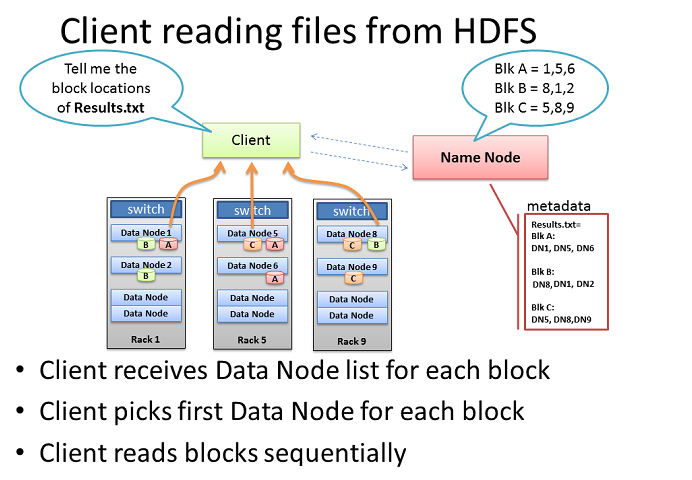 Client reading files from HDFS
Tell me the
block locations
of Results.txt
Blk A = 1,5,6
Blk B = 8,1,2
Blk C = 5,8,9
Client
Name Node
metadata
Results.txt=
Blk A:
DN1, DN5, DN6
Blk B:
DN8,DN1, DN2
Blk C:
DN5, DN8,DN9
switch
Data Node 1
B A
Data Node 2
B
Data Node
Data Node
Rack 1
switch
Data Node 5
C A
Data Node 6
A
Data Node
Data Node
Rack 5
switch
Data Node 8
C B
Data Node 9
C
Data Node
Data Node
Rack 9
• Client receives Data Node list for each block
• Client picks first Data Node for each block
• Client reads blocks sequentially